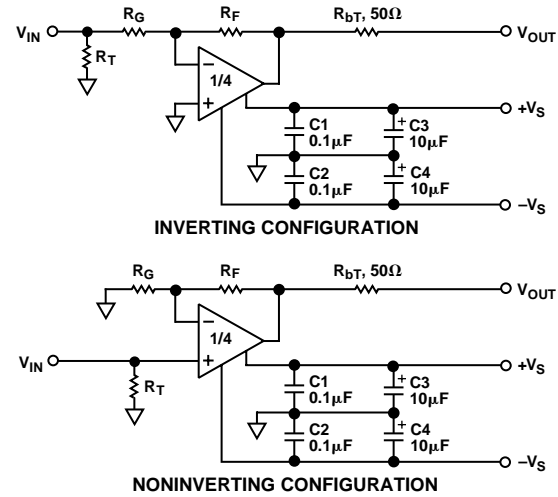 R_G R_F R_bT, 50Ω
V_IN V_OUT
R_T
−
1/4
+
+V_S
C1
0.1µF
+ C3
10µF
C2
0.1µF
+ C4
10µF
−V_S
INVERTING CONFIGURATION
R_G R_F R_bT, 50Ω
V_OUT
−
1/4
V_IN +
+V_S
R_T
C1
0.1µF
+ C3
10µF
C2
0.1µF
+ C4
10µF
−V_S
NONINVERTING CONFIGURATION